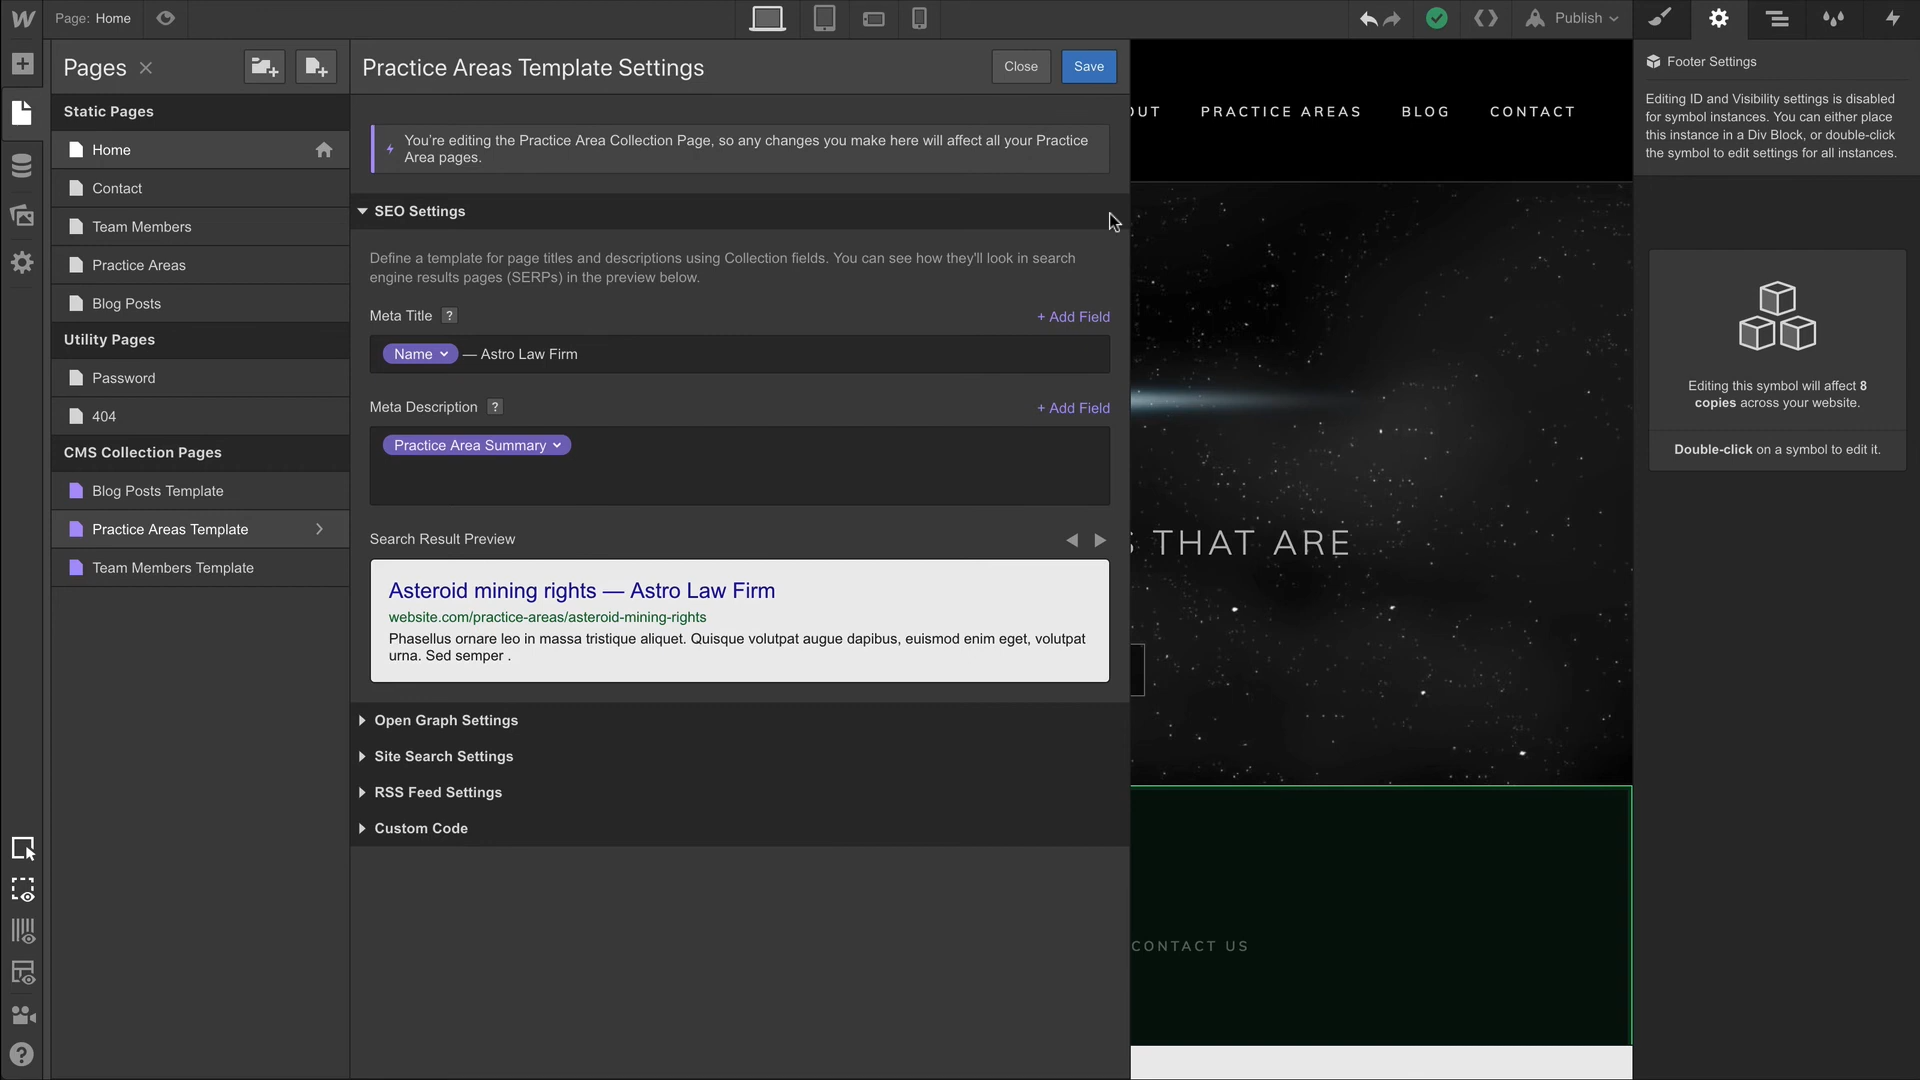 Page: Home
Publish
Pages
Practice Areas Template Settings
Close
Save
OUT
PRACTICE AREAS
BLOG
CONTACT
Footer Settings
Editing ID and Visibility settings is disabled
for symbol instances. You can either place
this instance in a Div Block, or double-click
the symbol to edit settings for all instances.
Static Pages
Home
Contact
Team Members
Practice Areas
Blog Posts
Utility Pages
Password
404
CMS Collection Pages
Blog Posts Template
Practice Areas Template
Team Members Template
You're editing the Practice Area Collection Page, so any changes you make here will affect all your Practice
Area pages.
SEO Settings
Define a template for page titles and descriptions using Collection fields. You can see how they'll look in search
engine results pages (SERPs) in the preview below.
Meta Title ?
+ Add Field
Name — Astro Law Firm
Meta Description ?
+ Add Field
Practice Area Summary
Search Result Preview
Asteroid mining rights — Astro Law Firm
website.com/practice-areas/asteroid-mining-rights
Phasellus ornare leo in massa tristique aliquet. Quisque volutpat augue dapibus, euismod enim eget, volutpat
urna. Sed semper .
Open Graph Settings
Site Search Settings
RSS Feed Settings
Custom Code
S THAT ARE
CONTACT US
Editing this symbol will affect 8
copies across your website.
Double-click on a symbol to edit it.